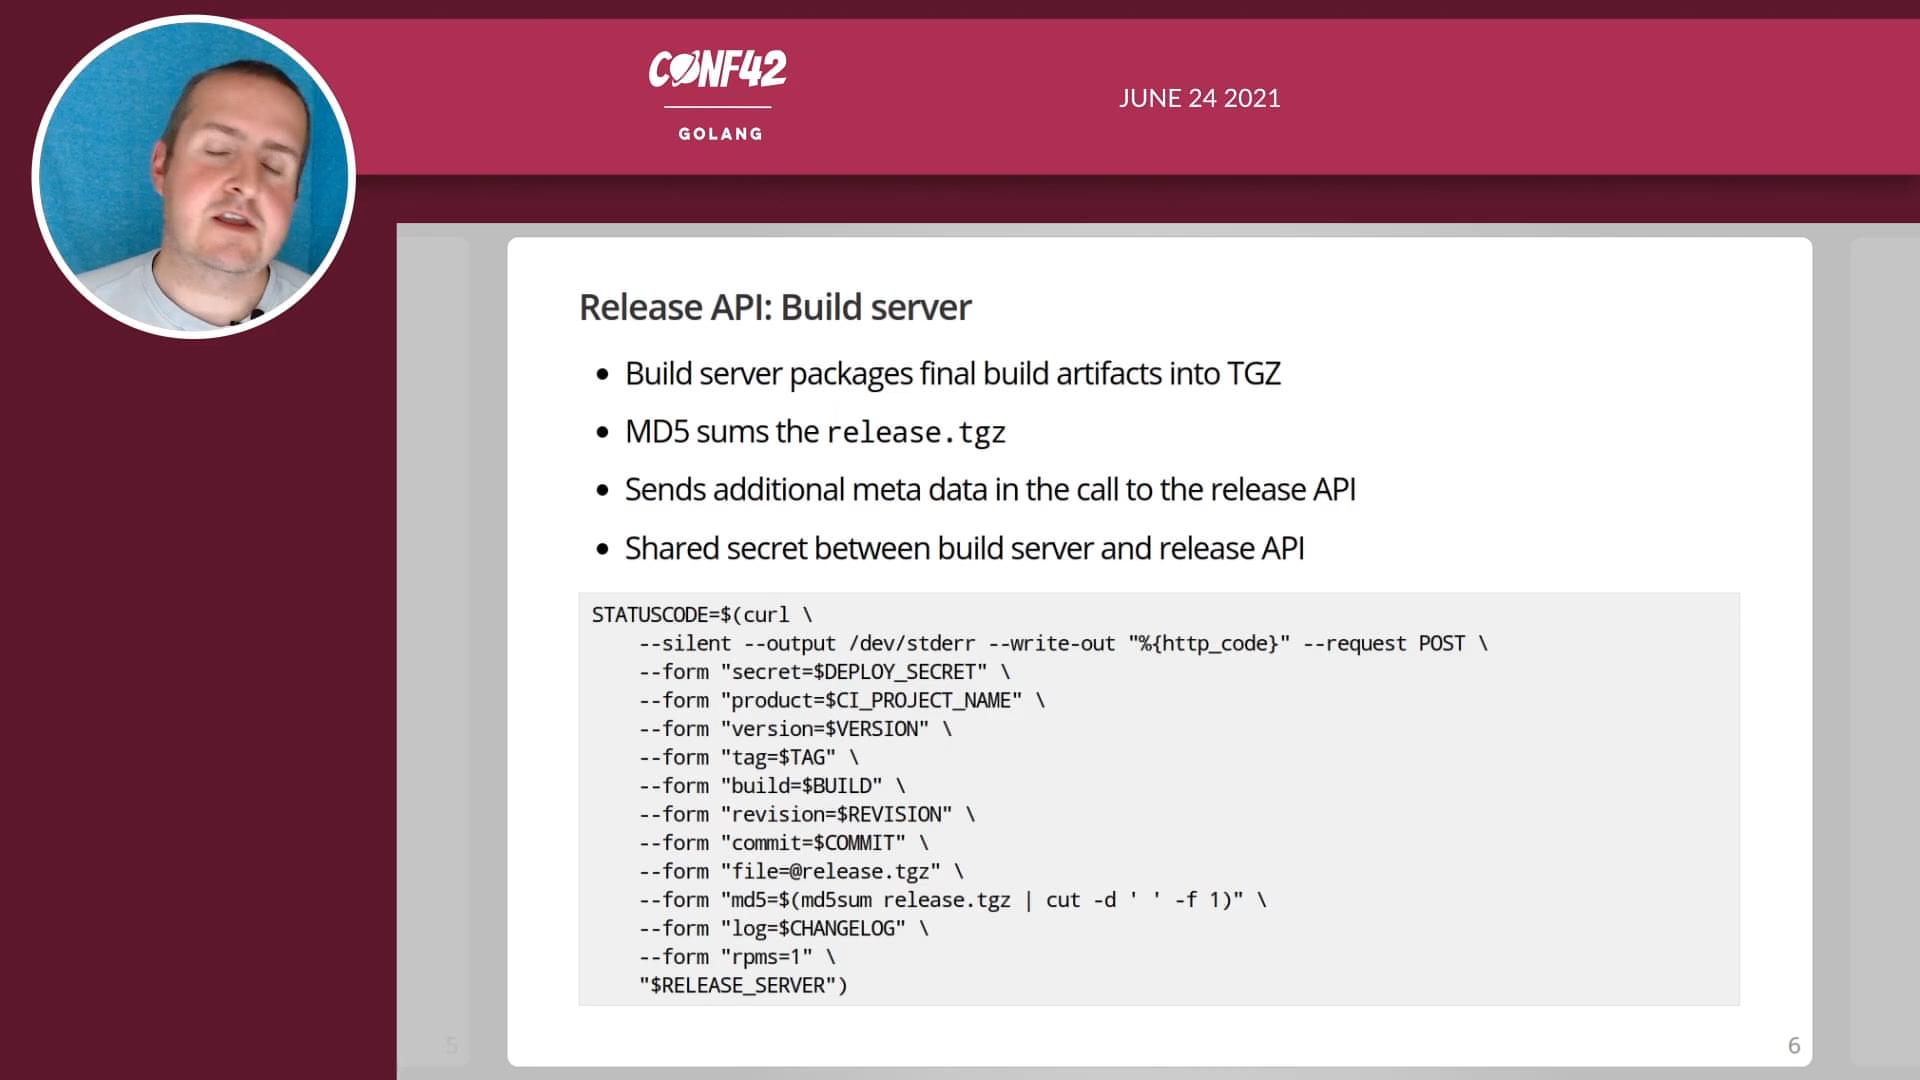 CONF42
GOLANG
JUNE 24 2021
Release API: Build server
• Build server packages final build artifacts into TGZ
• MD5 sums the release.tgz
• Sends additional meta data in the call to the release API
• Shared secret between build server and release API
STATUSCODE=$(curl \
    --silent --output /dev/stderr --write-out "%{http_code}" --request POST \
    --form "secret=$DEPLOY_SECRET" \
    --form "product=$CI_PROJECT_NAME" \
    --form "version=$VERSION" \
    --form "tag=$TAG" \
    --form "build=$BUILD" \
    --form "revision=$REVISION" \
    --form "commit=$COMMIT" \
    --form "file=@release.tgz" \
    --form "md5=$(md5sum release.tgz | cut -d ' ' -f 1)" \
    --form "log=$CHANGELOG" \
    --form "rpms=1" \
    "$RELEASE_SERVER")
5
6